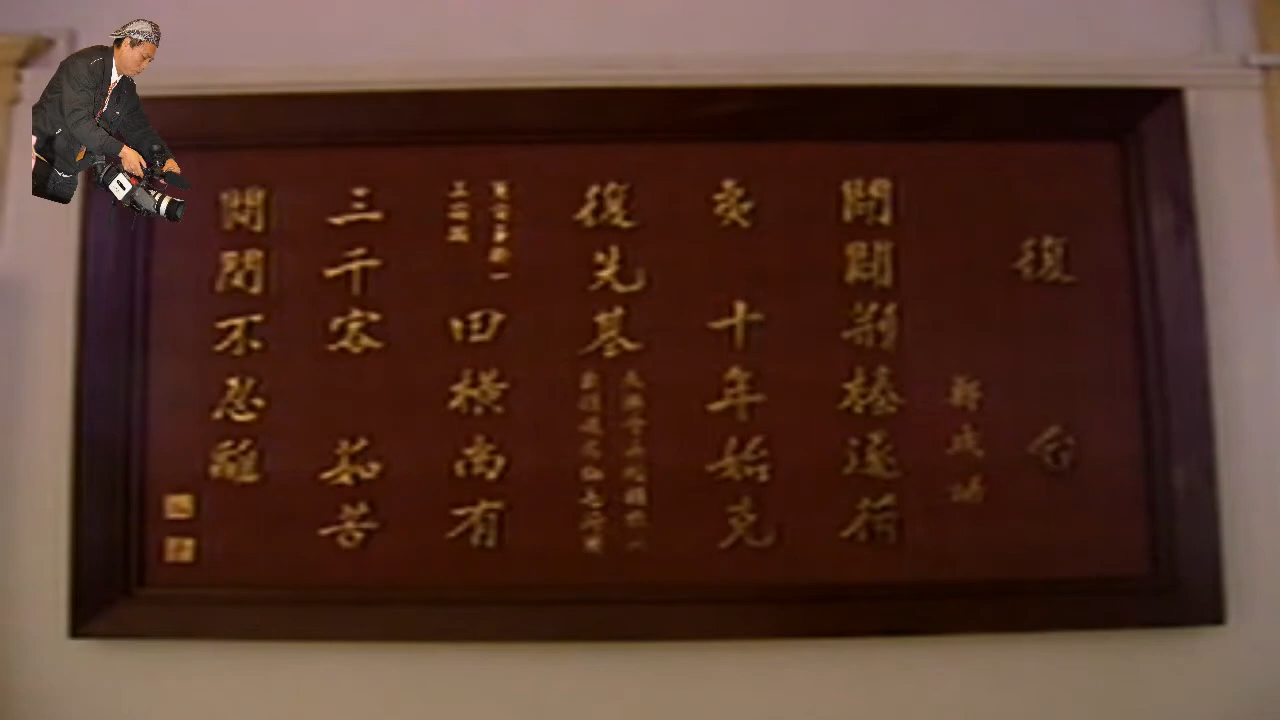 復台
鄭成功
開闢荊榛逐荷
夷 十年始克
復先基
田橫尚有
三千客 茹苦
間關不忍離